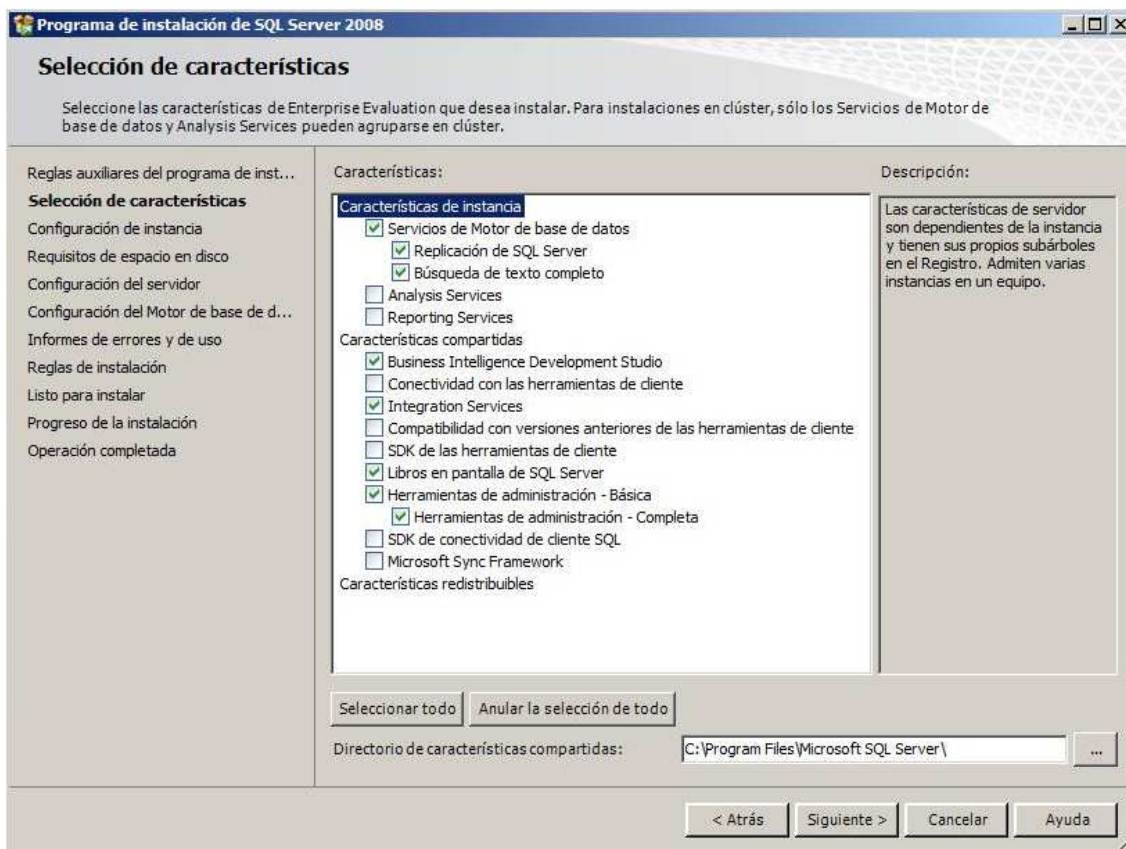 Programa de instalación de SQL Server 2008
Selección de características
Seleccione las características de Enterprise Evaluation que desea instalar. Para instalaciones en clúster, sólo los Servicios de Motor de
base de datos y Analysis Services pueden agruparse en clúster.
Reglas auxiliares del programa de inst...
Selección de características
Configuración de instancia
Requisitos de espacio en disco
Configuración del servidor
Configuración del Motor de base de d...
Informes de errores y de uso
Reglas de instalación
Listo para instalar
Progreso de la instalación
Operación completada
Características:
Características de instancia
Servicios de Motor de base de datos
Replicación de SQL Server
Búsqueda de texto completo
Analysis Services
Reporting Services
Características compartidas
Business Intelligence Development Studio
Conectividad con las herramientas de cliente
Integration Services
Compatibilidad con versiones anteriores de las herramientas de cliente
SDK de las herramientas de cliente
Libros en pantalla de SQL Server
Herramientas de administración - Básica
Herramientas de administración - Completa
SDK de conectividad de cliente SQL
Microsoft Sync Framework
Características redistribuibles
Descripción:
Las características de servidor
son dependientes de la instancia
y tienen sus propios subárboles
en el Registro. Admiten varias
instancias en un equipo.
Seleccionar todo
Anular la selección de todo
Directorio de características compartidas:
C:\Program Files\Microsoft SQL Server\
...
< Atrás
Siguiente >
Cancelar
Ayuda